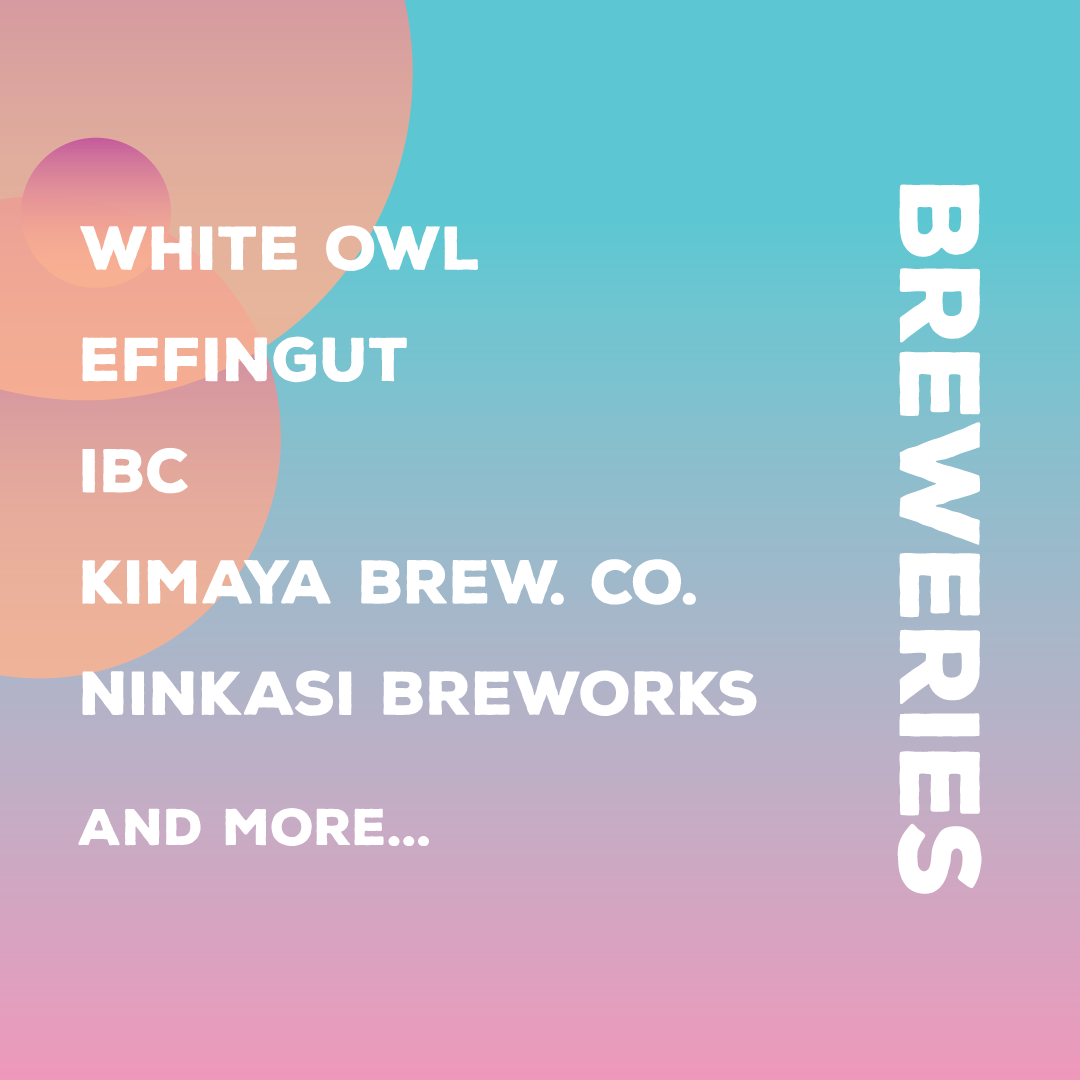 WHITE OWL
EFFINGUT
IBC
KIMAYA BREW. CO.
NINKASI BREWORKS
AND MORE...
BREWERIES